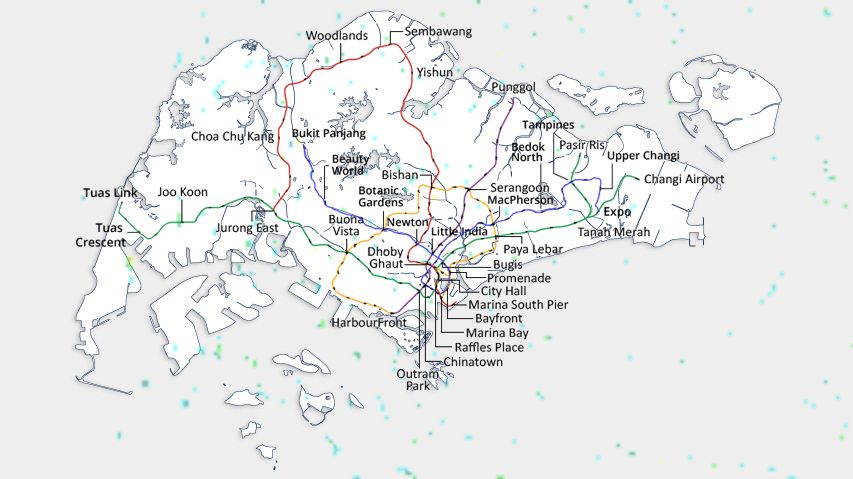 Woodlands
Sembawang
Yishun
Punggol
Tampines
Choa Chu Kang
Bukit Panjang
Bedok
North
Pasir Ris
Upper Changi
Beauty
World
Bishan
Changi Airport
Tuas Link
Joo Koon
Botanic
Gardens
Serangoon
MacPherson
Expo
Tuas
Crescent
Jurong East
Buona
Vista
Newton
Little India
Tanah Merah
Dhoby
Ghaut
Paya Lebar
Bugis
Promenade
City Hall
Marina South Pier
HarbourFront
Bayfront
Marina Bay
Raffles Place
Chinatown
Outram
Park